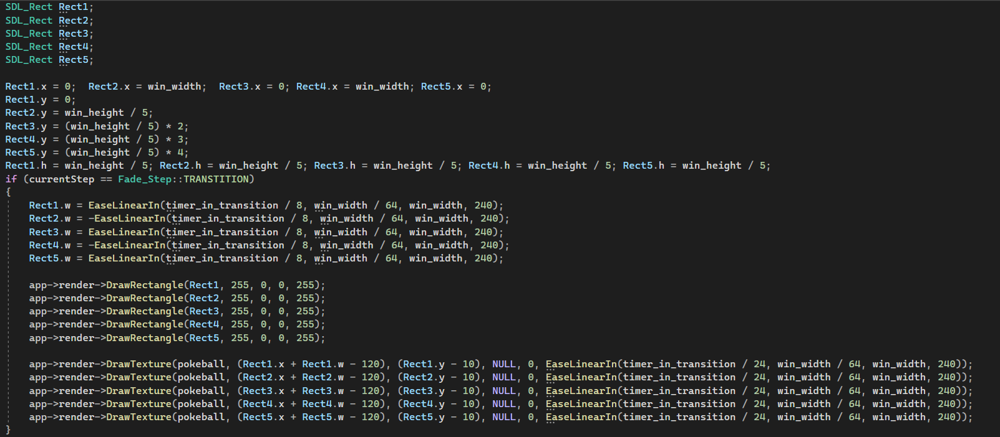 SDL_Rect Rect1;
SDL_Rect Rect2;
SDL_Rect Rect3;
SDL_Rect Rect4;
SDL_Rect Rect5;

Rect1.x = 0;  Rect2.x = win_width;  Rect3.x = 0; Rect4.x = win_width; Rect5.x = 0;
Rect1.y = 0;
Rect2.y = win_height / 5;
Rect3.y = (win_height / 5) * 2;
Rect4.y = (win_height / 5) * 3;
Rect5.y = (win_height / 5) * 4;
Rect1.h = win_height / 5; Rect2.h = win_height / 5; Rect3.h = win_height / 5; Rect4.h = win_height / 5; Rect5.h = win_height / 5;
if (currentStep == Fade_Step::TRANSTITION)
{
    Rect1.w = EaseLinearIn(timer_in_transition / 8, win_width / 64, win_width, 240);
    Rect2.w = -EaseLinearIn(timer_in_transition / 8, win_width / 64, win_width, 240);
    Rect3.w = EaseLinearIn(timer_in_transition / 8, win_width / 64, win_width, 240);
    Rect4.w = -EaseLinearIn(timer_in_transition / 8, win_width / 64, win_width, 240);
    Rect5.w = EaseLinearIn(timer_in_transition / 8, win_width / 64, win_width, 240);

    app->render->DrawRectangle(Rect1, 255, 0, 0, 255);
    app->render->DrawRectangle(Rect2, 255, 0, 0, 255);
    app->render->DrawRectangle(Rect3, 255, 0, 0, 255);
    app->render->DrawRectangle(Rect4, 255, 0, 0, 255);
    app->render->DrawRectangle(Rect5, 255, 0, 0, 255);

    app->render->DrawTexture(pokeball, (Rect1.x + Rect1.w - 120), (Rect1.y - 10), NULL, 0, EaseLinearIn(timer_in_transition / 24, win_width / 64, win_width, 240));
    app->render->DrawTexture(pokeball, (Rect2.x + Rect2.w - 120), (Rect2.y - 10), NULL, 0, EaseLinearIn(timer_in_transition / 24, win_width / 64, win_width, 240));
    app->render->DrawTexture(pokeball, (Rect3.x + Rect3.w - 120), (Rect3.y - 10), NULL, 0, EaseLinearIn(timer_in_transition / 24, win_width / 64, win_width, 240));
    app->render->DrawTexture(pokeball, (Rect4.x + Rect4.w - 120), (Rect4.y - 10), NULL, 0, EaseLinearIn(timer_in_transition / 24, win_width / 64, win_width, 240));
    app->render->DrawTexture(pokeball, (Rect5.x + Rect5.w - 120), (Rect5.y - 10), NULL, 0, EaseLinearIn(timer_in_transition / 24, win_width / 64, win_width, 240));
}